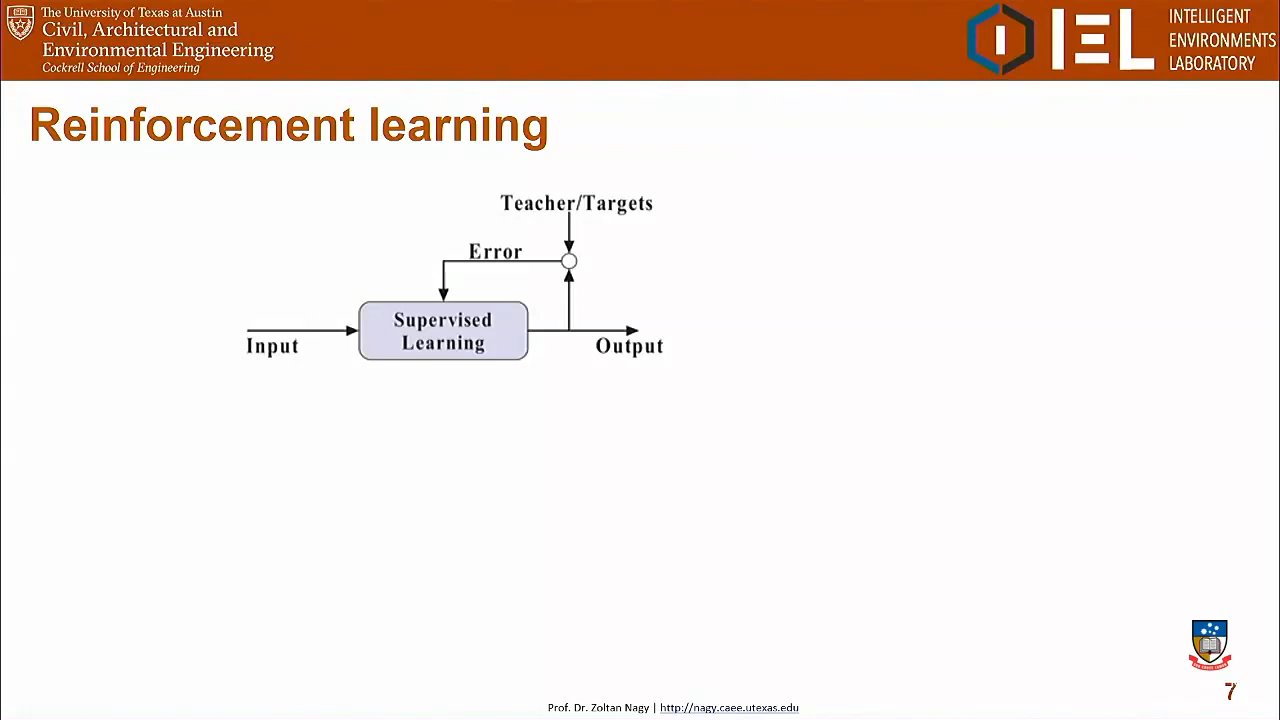 The University of Texas at Austin
Civil, Architectural and
Environmental Engineering
Cockrell School of Engineering
I IEL
INTELLIGENT
ENVIRONMENTS
LABORATORY
Reinforcement learning
Teacher/Targets
Error
Supervised
Learning
Input
Output
7
Prof. Dr. Zoltan Nagy | http://nagy.caee.utexas.edu